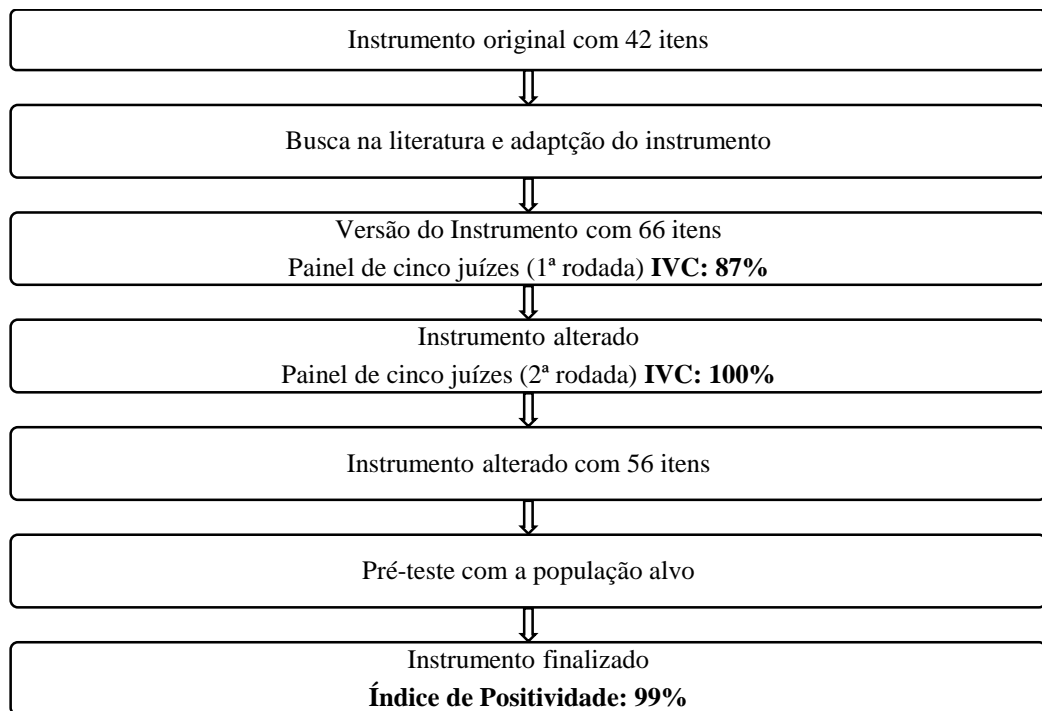 Instrumento original com 42 itens
Busca na literatura e adaptção do instrumento
Versão do Instrumento com 66 itens
Painel de cinco juízes (1ª rodada) IVC: 87%
Instrumento alterado
Painel de cinco juízes (2ª rodada) IVC: 100%
Instrumento alterado com 56 itens
Pré-teste com a população alvo
Instrumento finalizado
Índice de Positividade: 99%